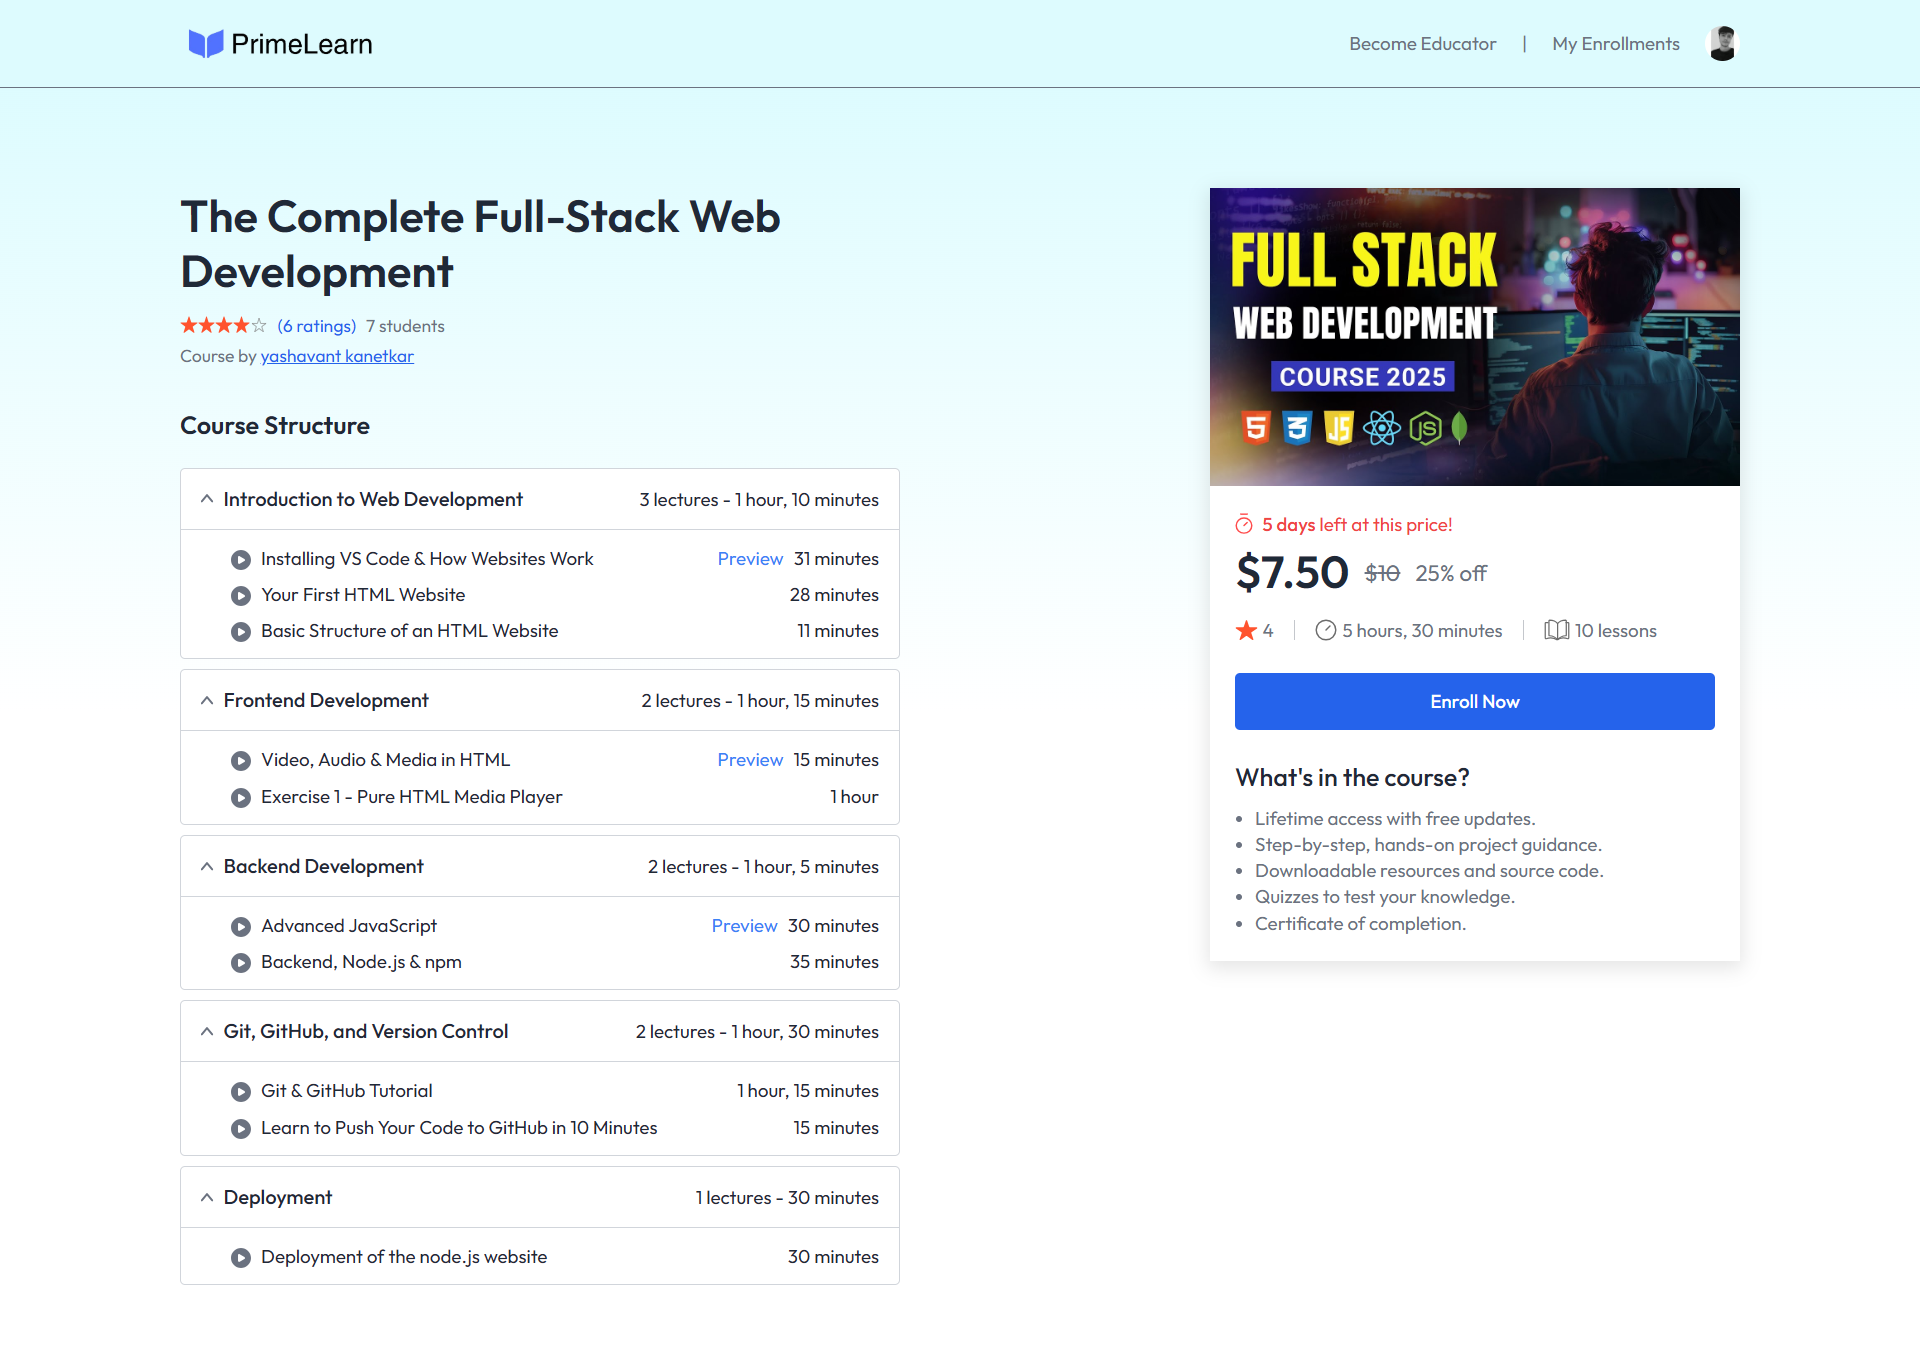 PrimeLearn
Become Educator | My Enrollments
The Complete Full-Stack Web
Development
(6 ratings) 7 students
Course by yashavant kanetkar
Course Structure
Introduction to Web Development 3 lectures - 1 hour, 10 minutes
Installing VS Code & How Websites Work Preview 31 minutes
Your First HTML Website 28 minutes
Basic Structure of an HTML Website 11 minutes
Frontend Development 2 lectures - 1 hour, 15 minutes
Video, Audio & Media in HTML Preview 15 minutes
Exercise 1 - Pure HTML Media Player 1 hour
Backend Development 2 lectures - 1 hour, 5 minutes
Advanced JavaScript Preview 30 minutes
Backend, Node.js & npm 35 minutes
Git, GitHub, and Version Control 2 lectures - 1 hour, 30 minutes
Git & GitHub Tutorial 1 hour, 15 minutes
Learn to Push Your Code to GitHub in 10 Minutes 15 minutes
Deployment 1 lectures - 30 minutes
Deployment of the node.js website 30 minutes
FULL STACK
WEB DEVELOPMENT
COURSE 2025
5 3 JS JS
5 days left at this price!
$7.50 $10 25% off
4 5 hours, 30 minutes 10 lessons
Enroll Now
What's in the course?
Lifetime access with free updates.
Step-by-step, hands-on project guidance.
Downloadable resources and source code.
Quizzes to test your knowledge.
Certificate of completion.